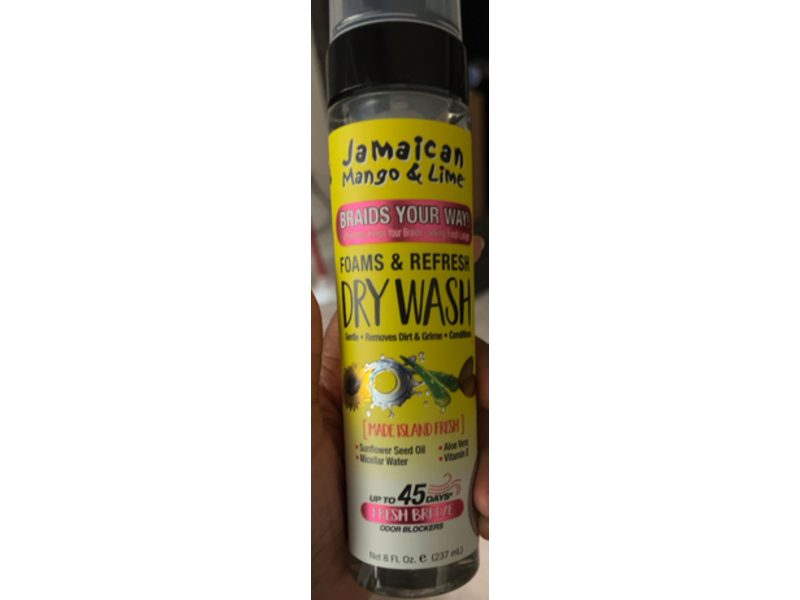 Jamaican
Mango & Lime
BRAIDS YOUR WAY!
Your Braids
FOAMS & REFRESH
DRY WASH
Gentle • Removes Dirt & Grime • Conditions
[MADE ISLAND FRESH]
• Sunflower Seed Oil • Aloe Vera
• Micellar Water • Vitamin E
UP TO 45 DAYS*
FRESH BREEZE
ODOR BLOCKERS
Net 8 Fl. Oz. e (237 mL)